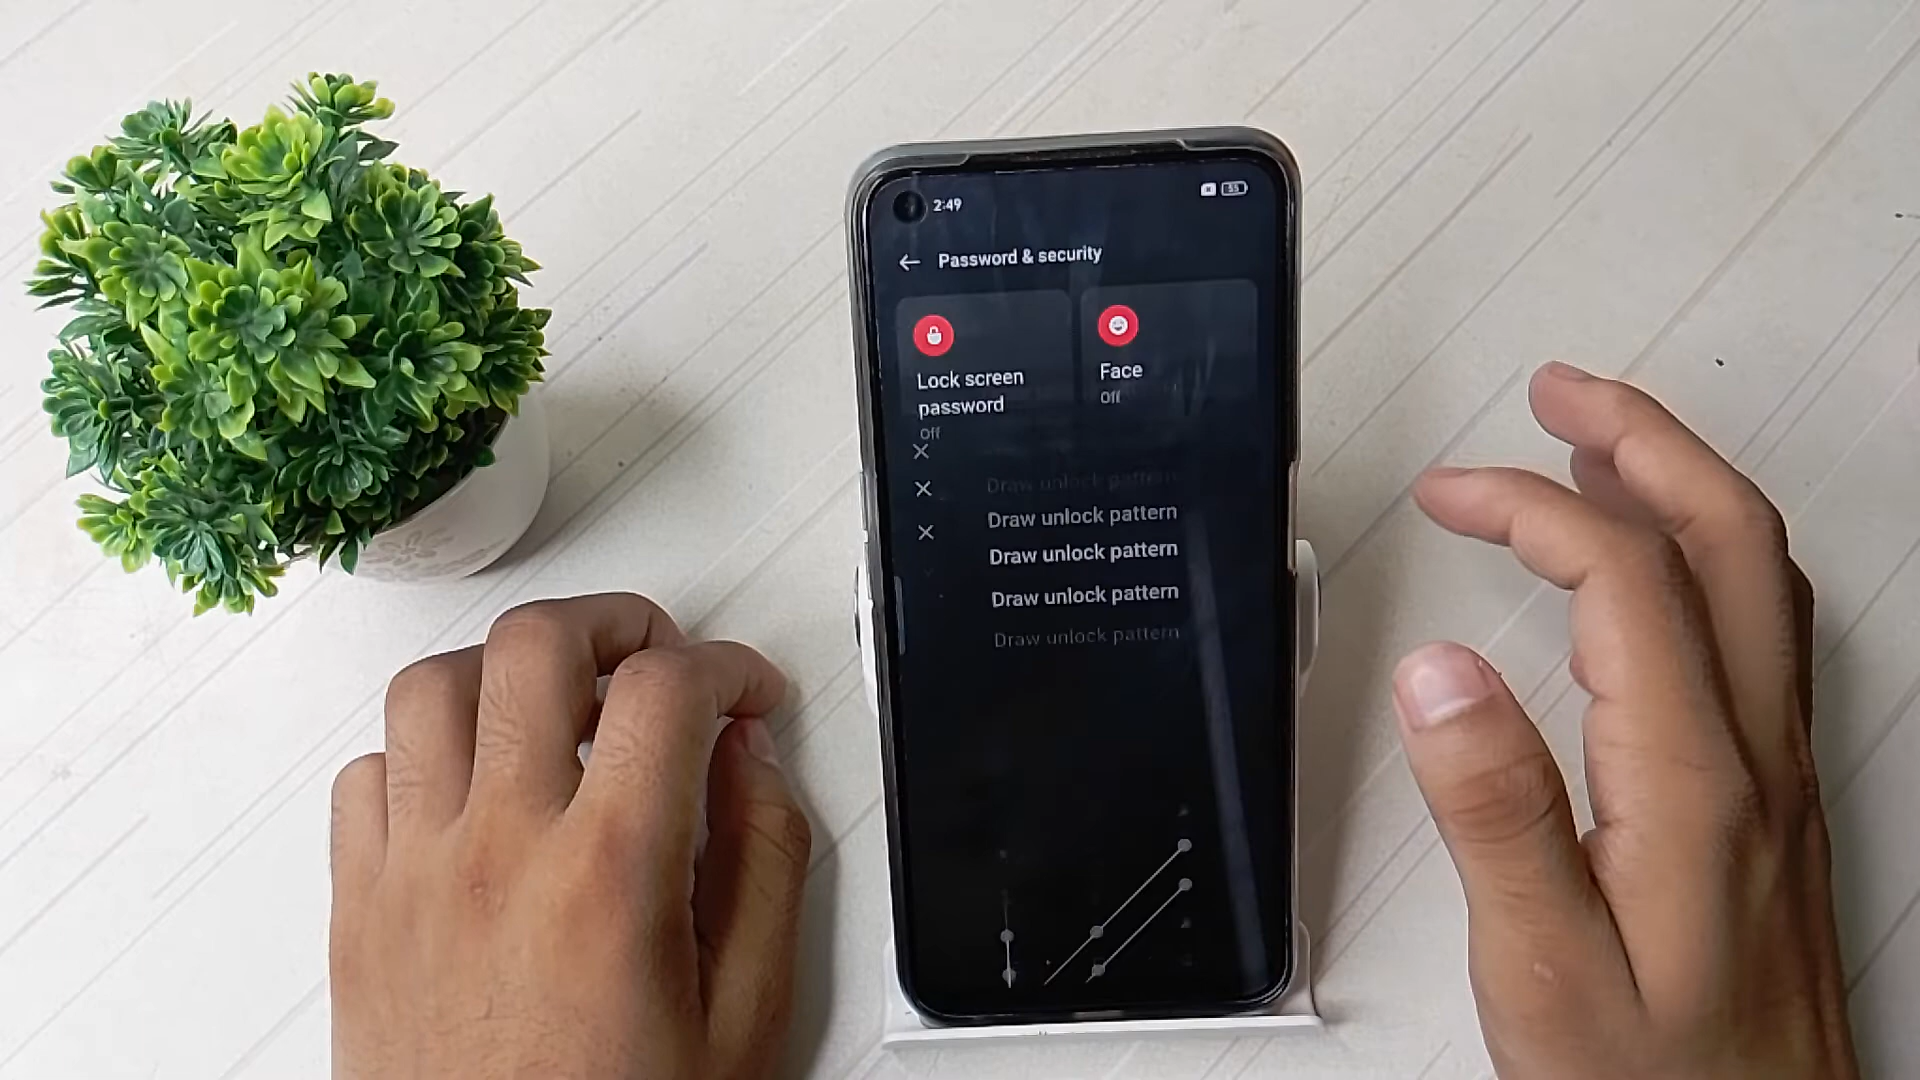 2:49
55
Password & security
Lock screen
password
Off
Face
Off
Draw unlock pattern
Draw unlock pattern
Draw unlock pattern
Draw unlock pattern
Draw unlock pattern